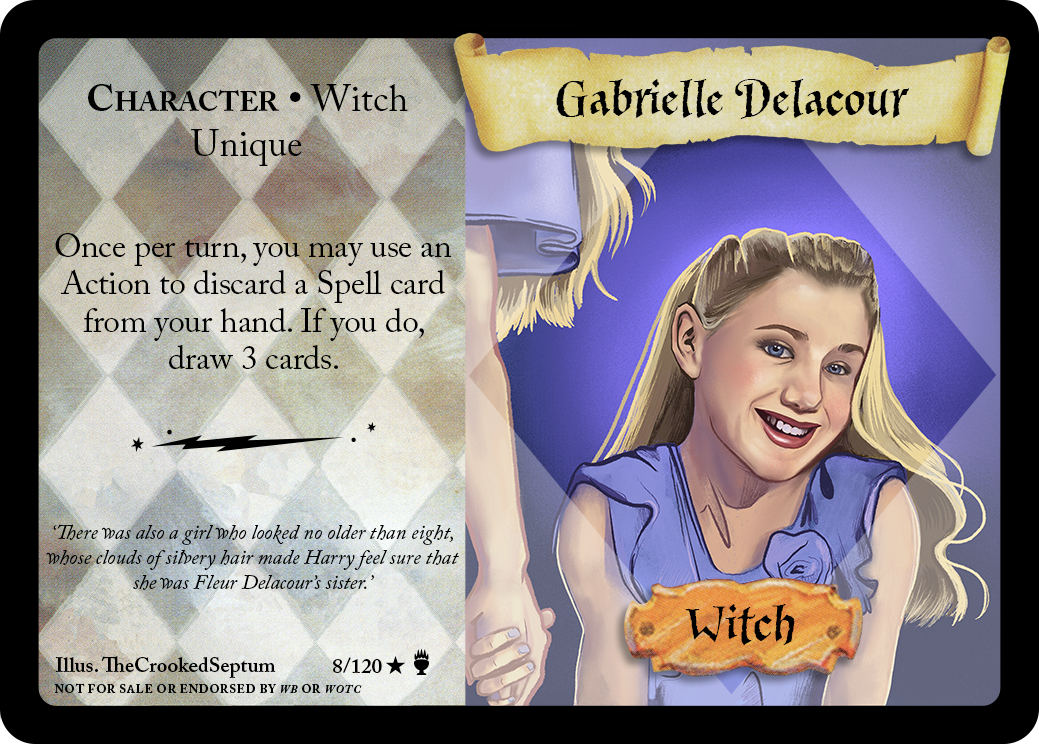 CHARACTER • Witch
Unique
Gabrielle Delacour
Once per turn, you may use an
Action to discard a Spell card
from your hand. If you do,
draw 3 cards.
‘There was also a girl who looked no older than eight,
whose clouds of silvery hair made Harry feel sure that
she was Fleur Delacour’s sister.’
Witch
Illus. TheCrookedSeptum 8/120 ★
NOT FOR SALE OR ENDORSED BY WB OR WOTC